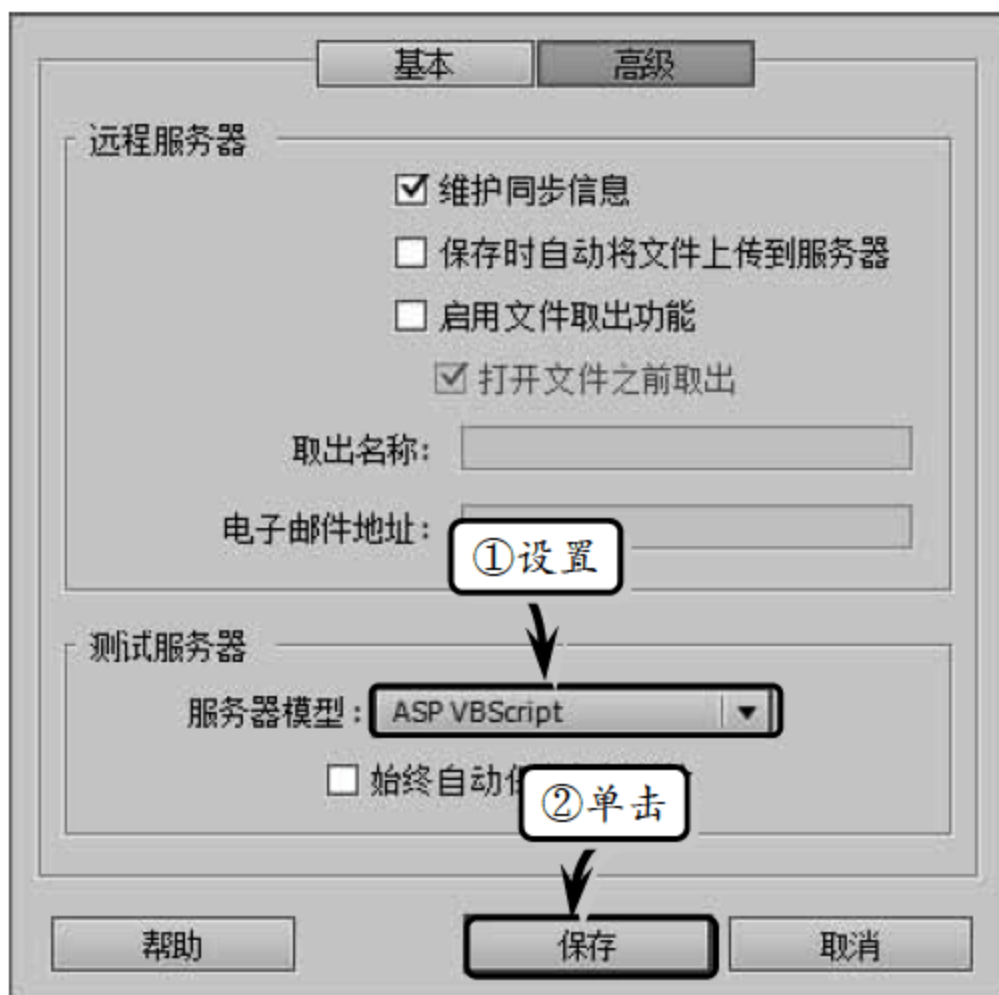 基本 高级
远程服务器
维护同步信息
保存时自动将文件上传到服务器
启用文件取出功能
打开文件之前取出
取出名称:
电子邮件地址:
①设置
测试服务器
服务器模型: ASP VBScript
始终自动
②单击
帮助 保存 取消